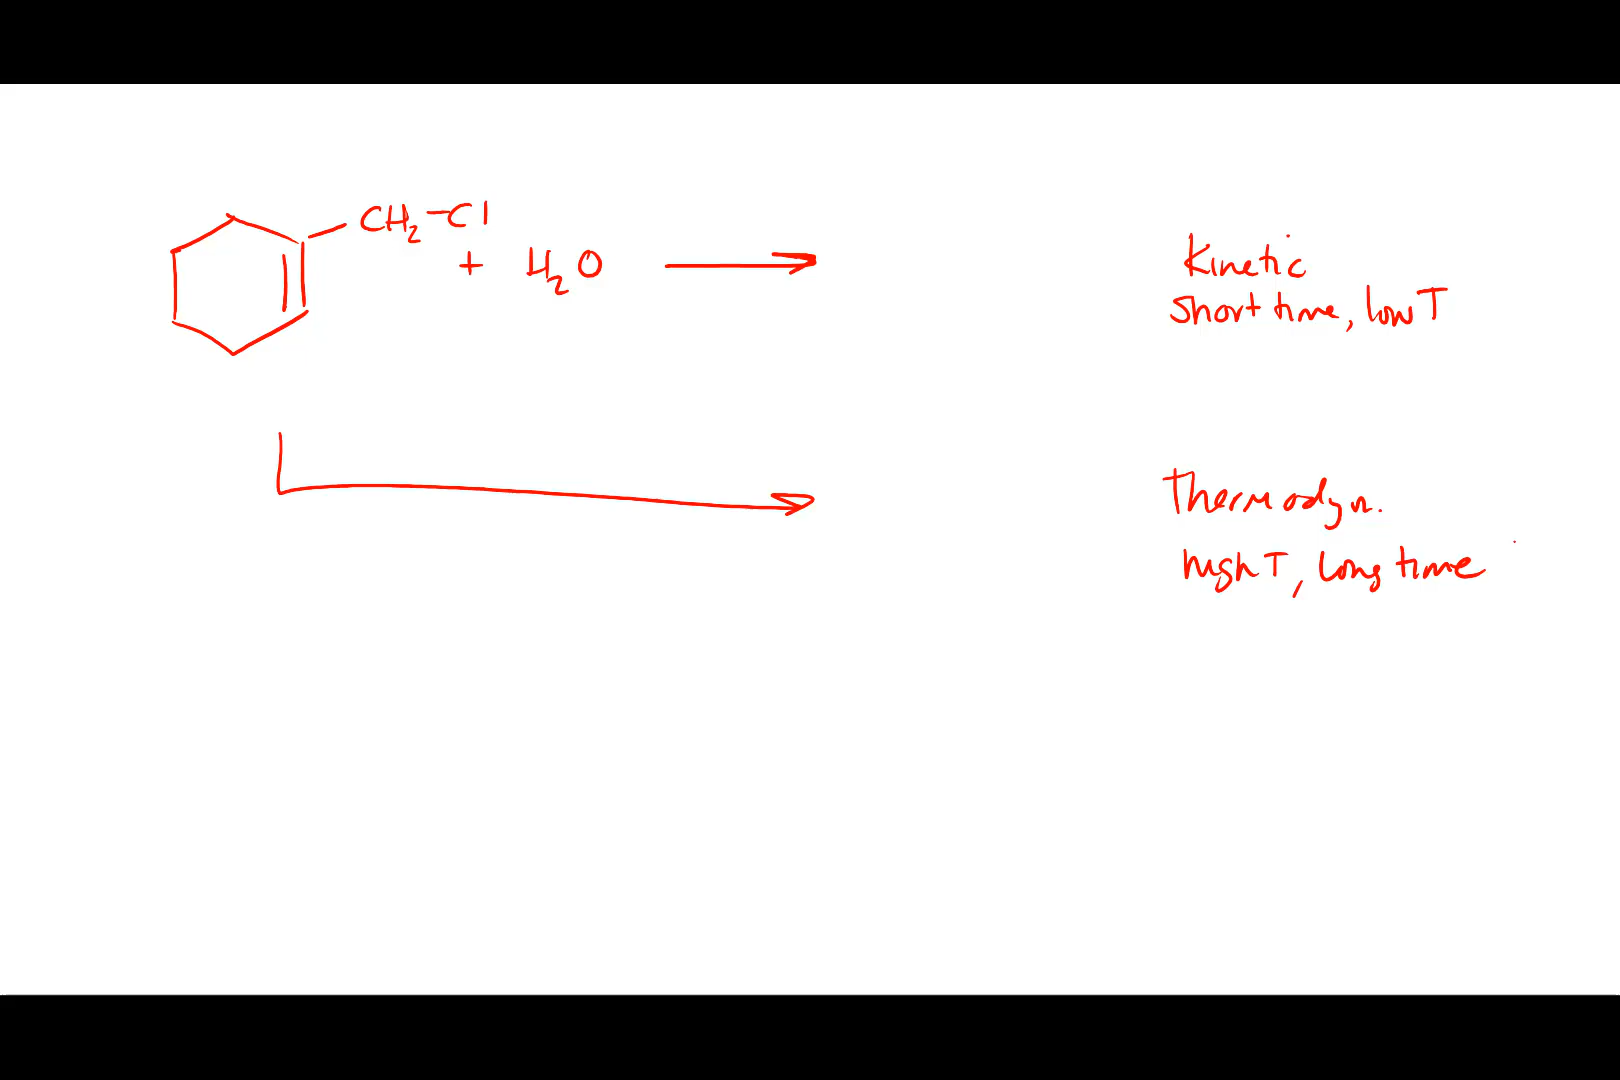 CH₂-Cl
+ H₂O
Kinetic
short time, low T
Thermodyn.
high T, long time